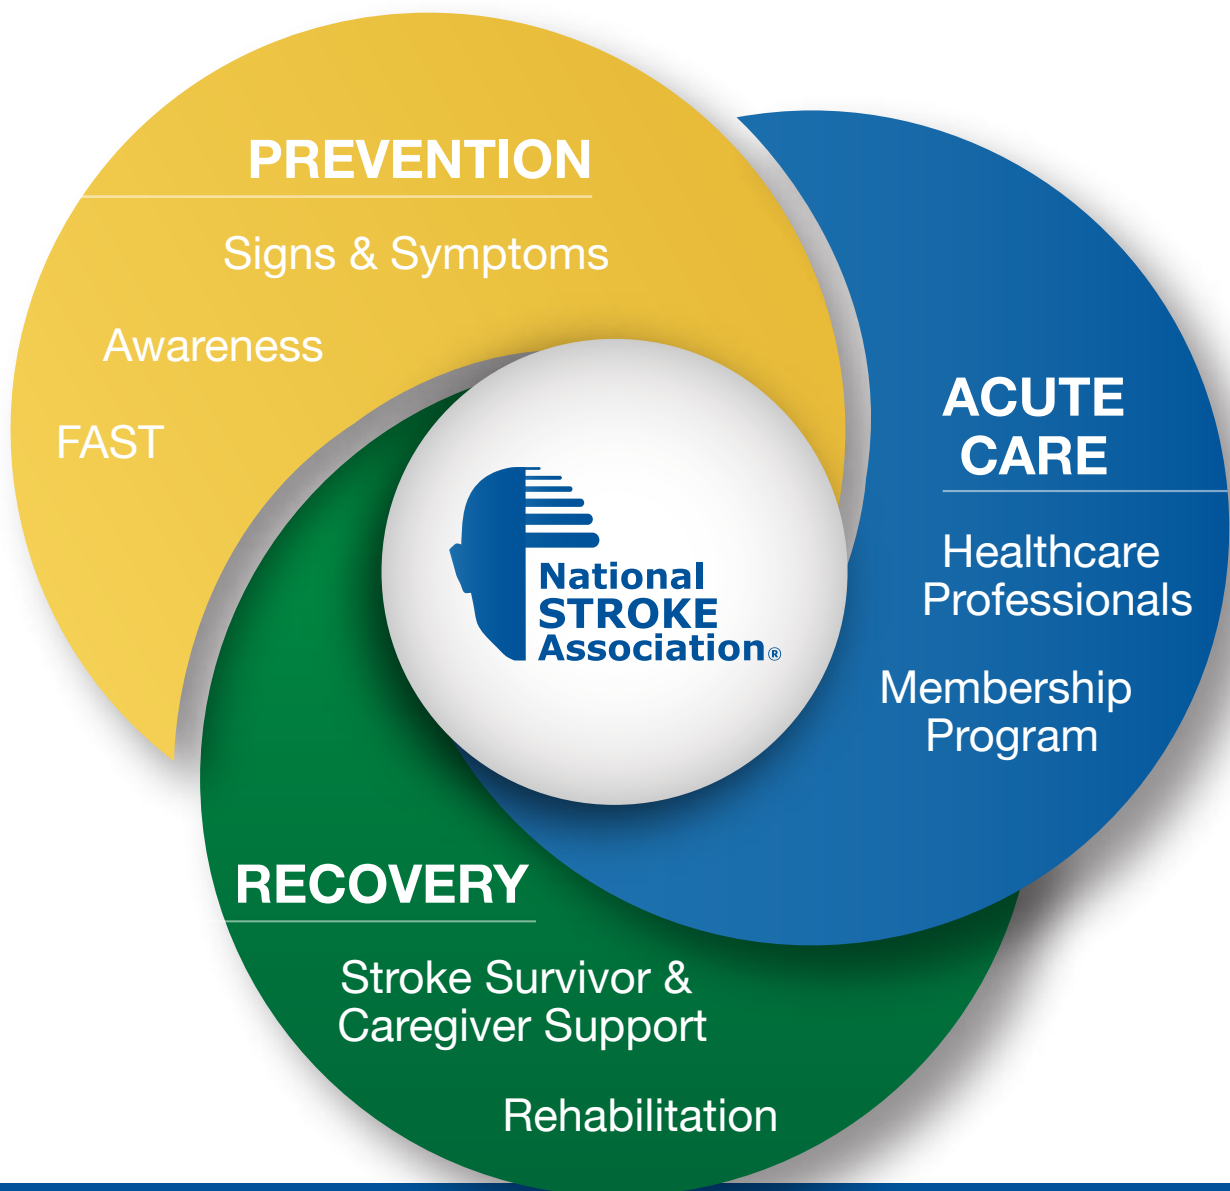 PREVENTION
Signs & Symptoms
Awareness
FAST
ACUTE
CARE
Healthcare
Professionals
Membership
Program
National
STROKE
Association®
RECOVERY
Stroke Survivor &
Caregiver Support
Rehabilitation